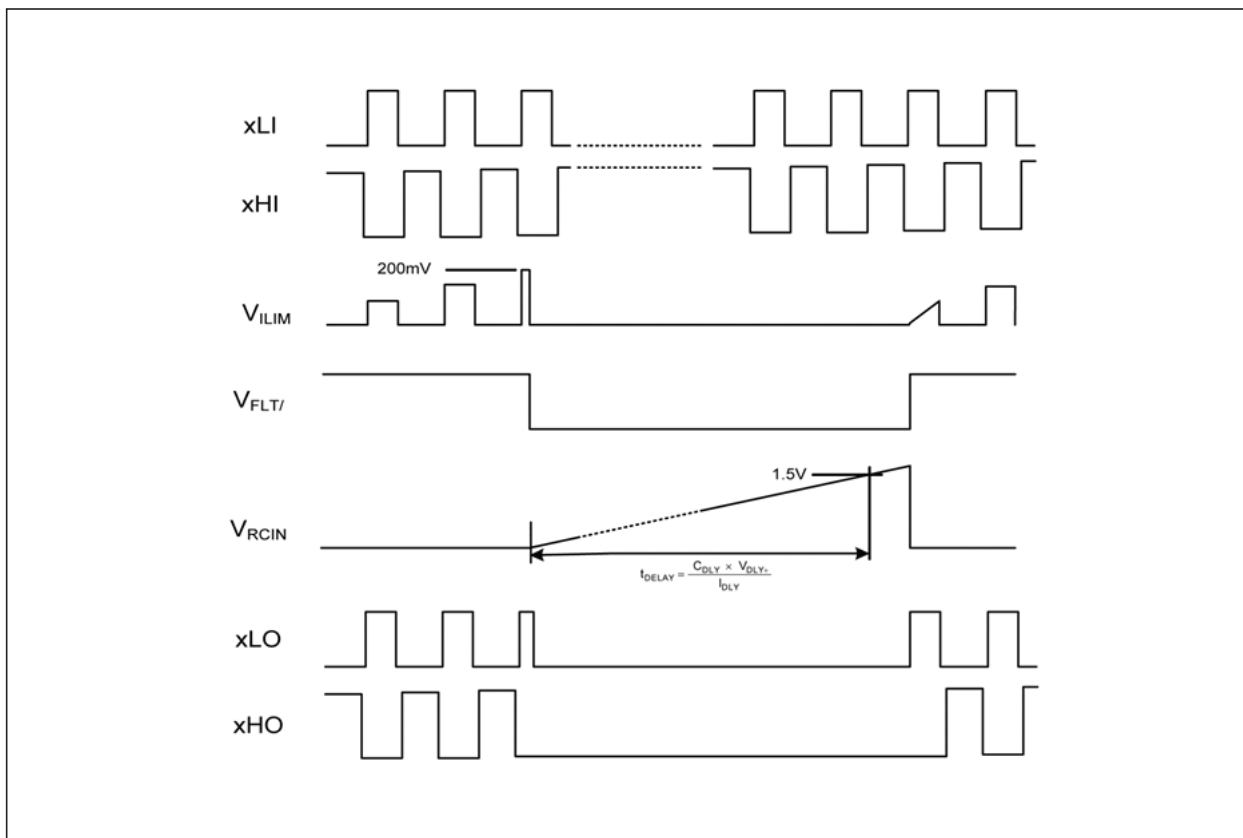 xLI
xHI
200mV
VILIM
VFLT/
1.5V
VRCIN
tDELAY = CDLY × VDLY+
IDLY
xLO
xHO